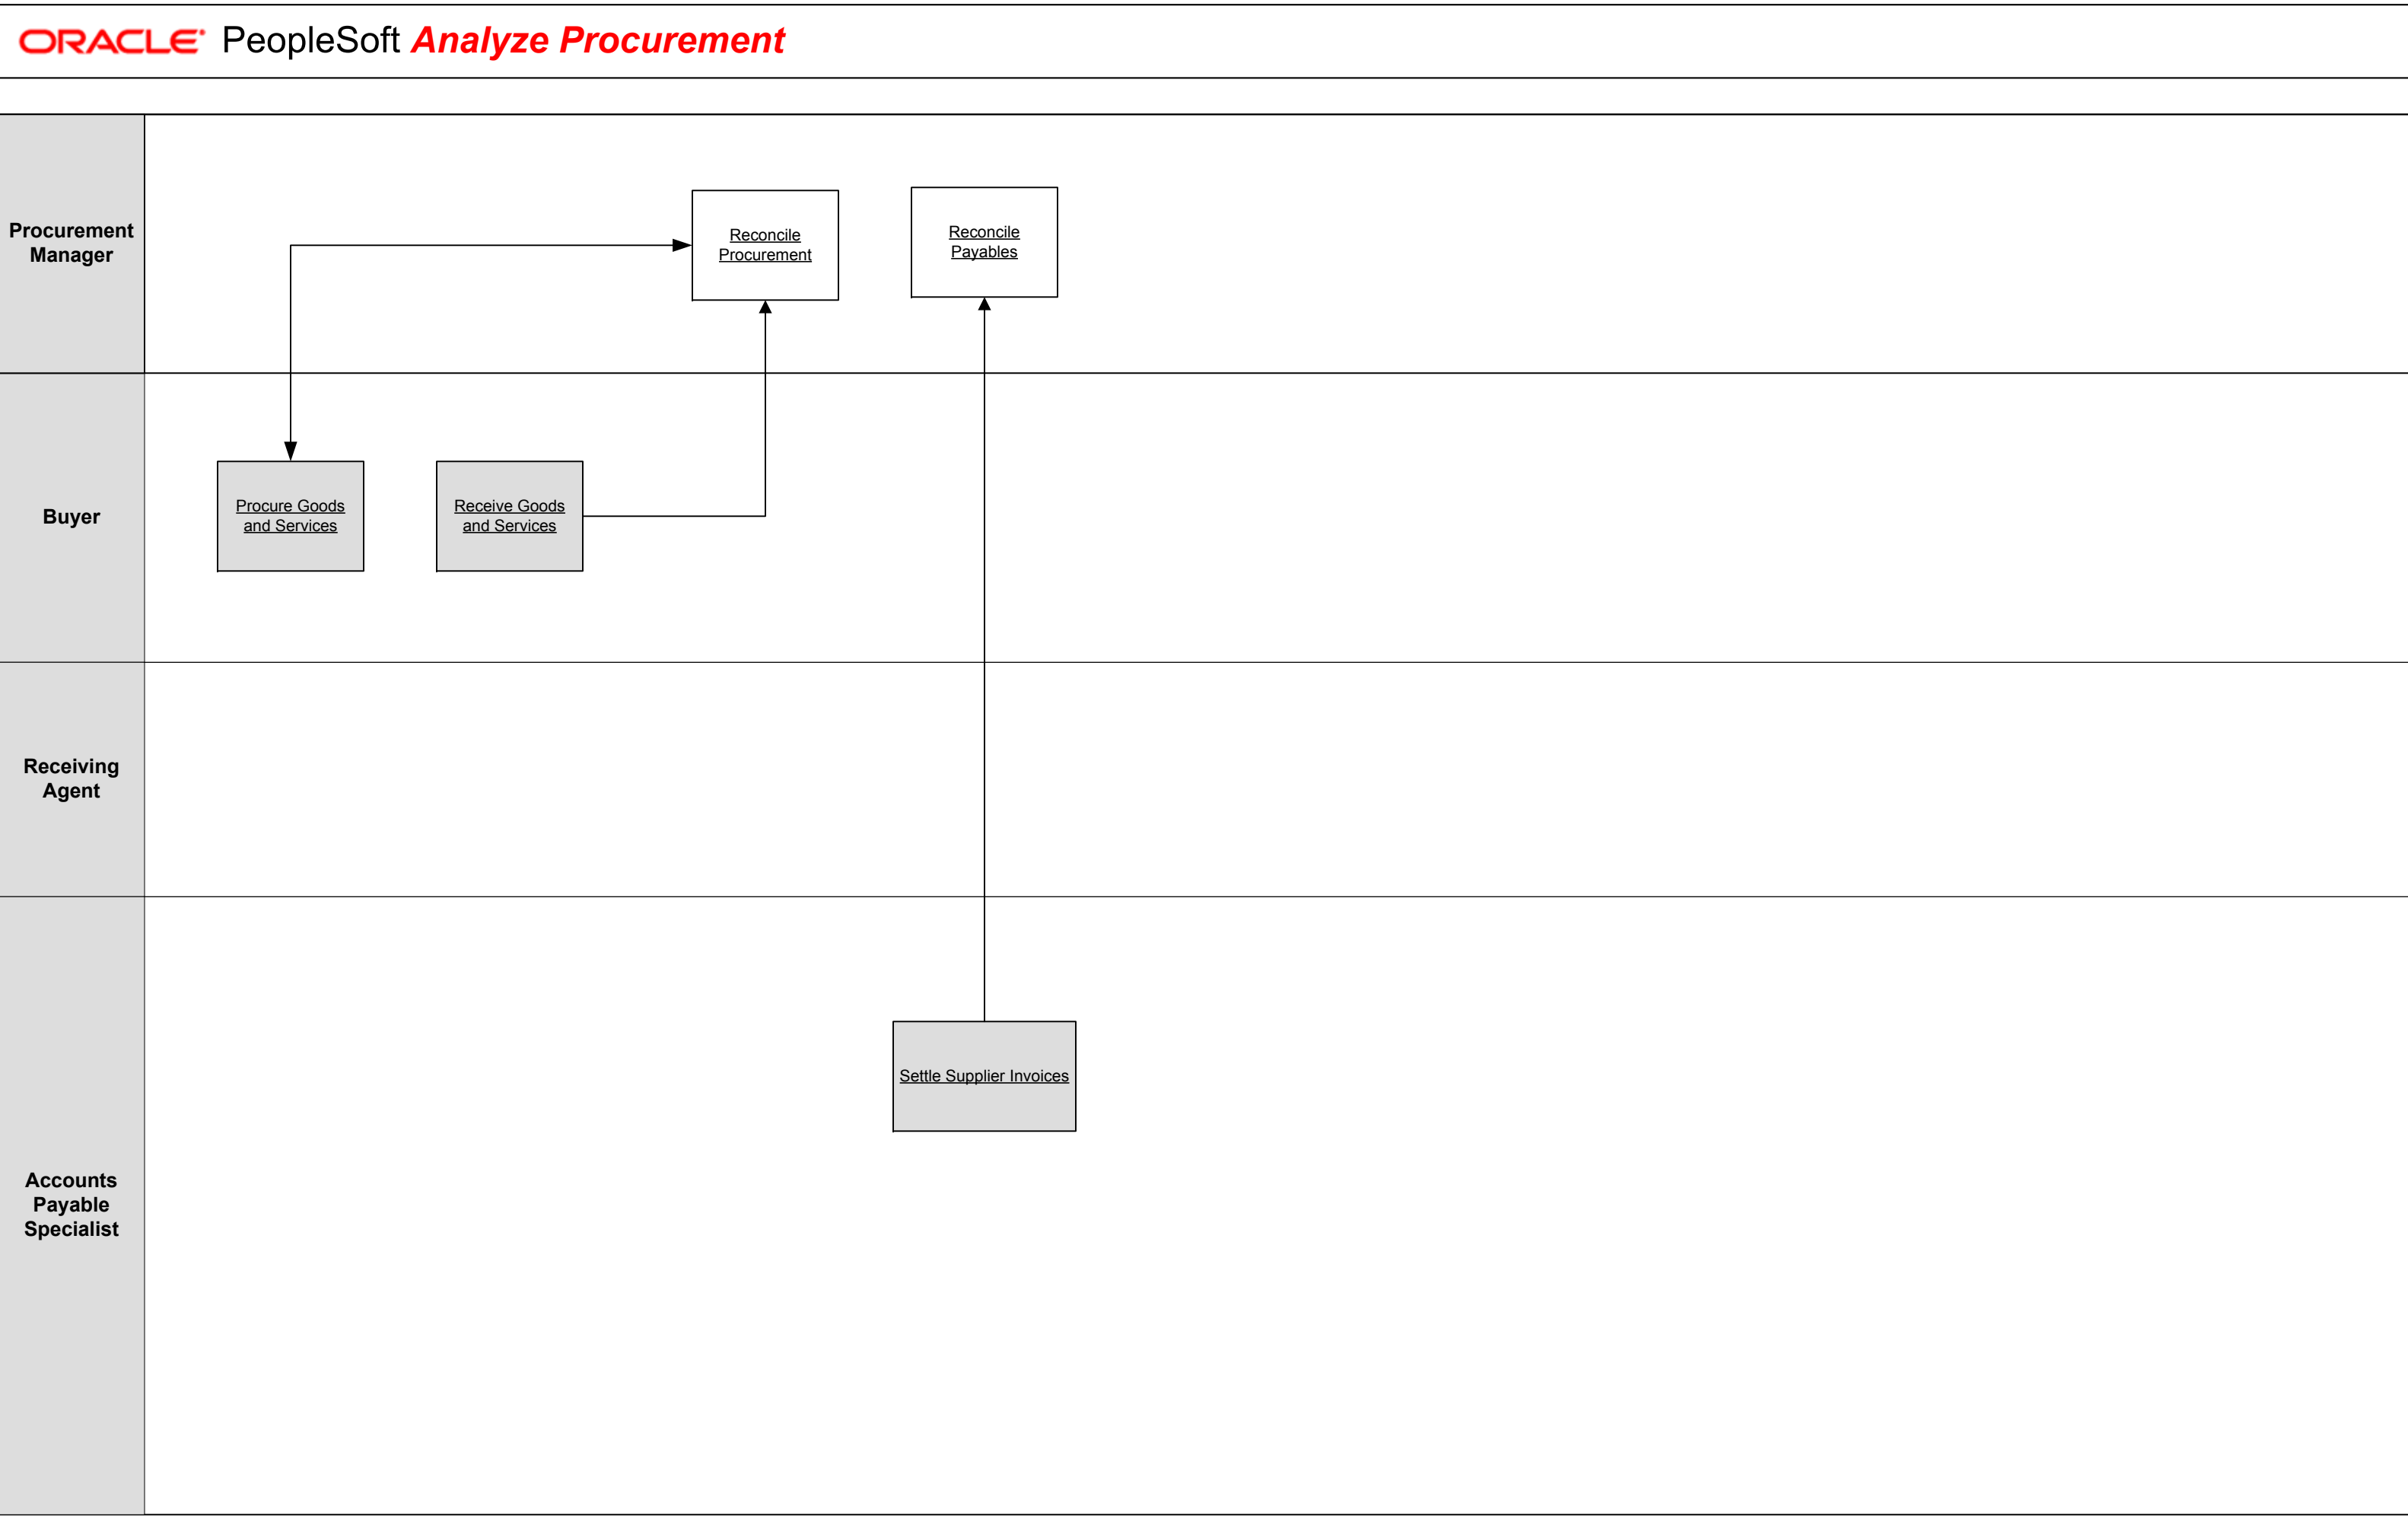 ORACLE PeopleSoft Analyze Procurement
Procurement
Manager
Reconcile
Procurement
Reconcile
Payables
Buyer
Procure Goods
and Services
Receive Goods
and Services
Receiving
Agent
Accounts
Payable
Specialist
Settle Supplier Invoices